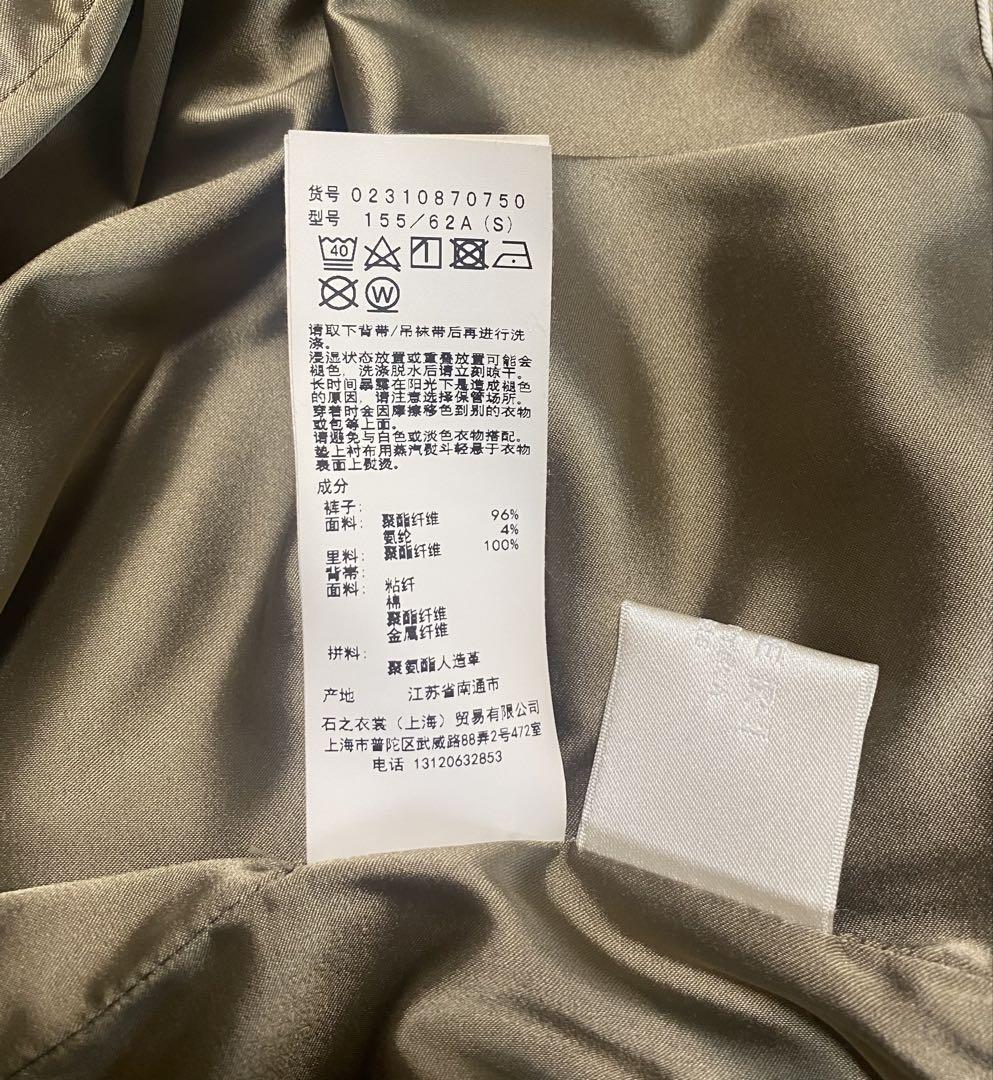 货号 02310870750
型号 155/62A(S)
40
W
请取下背带/吊袜带后再进行洗
涤。
浸湿状态放置或重叠放置可能会
褪色，洗涤脱水后请立刻晾干。
长时间暴露在阳光下是造成褪色
的原因，请注意选择保管场所。
穿着时会因摩擦移色到别的衣物
或包等上面。
请避免与白色或淡色衣物搭配。
垫上衬布用蒸汽熨斗轻悬于衣物
表面上熨烫。
成分
裤子:
面料: 聚酯纤维 96%
氨纶 4%
里料: 聚酯纤维 100%
背带:
面料: 粘纤
棉
聚酯纤维
金属纤维
拼料: 聚氨酯人造革
产地 江苏省南通市
石之衣裳（上海）贸易有限公司
上海市普陀区武威路88弄2号472室
电话 13120632853